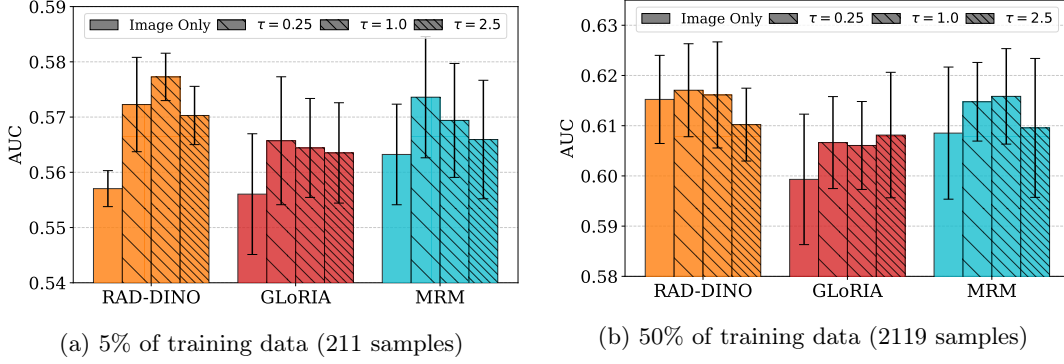 0.59
0.58
0.57
0.56
0.55
0.54
AUC
Image Only τ = 0.25 τ = 1.0 τ = 2.5
RAD-DINO GLoRIA MRM
(a) 5% of training data (211 samples)
0.63
0.62
0.61
0.60
0.59
0.58
AUC
Image Only τ = 0.25 τ = 1.0 τ = 2.5
RAD-DINO GLoRIA MRM
(b) 50% of training data (2119 samples)